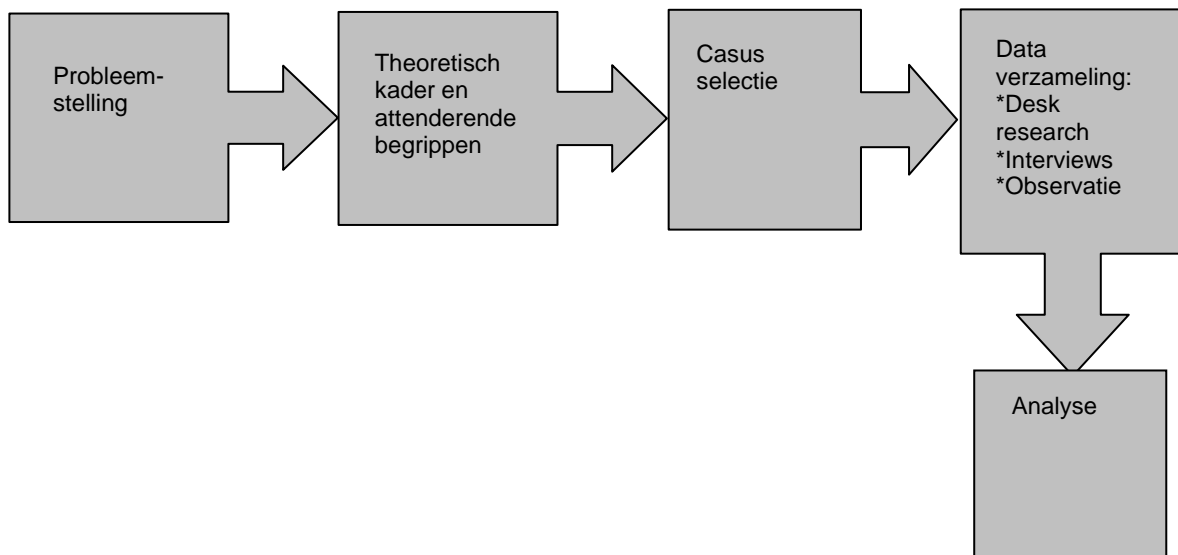 Probleem-
stelling
Theoretisch
kader en
attenderende
begrippen
Casus
selectie
Data
verzameling:
*Desk
research
*Interviews
*Observatie
Analyse